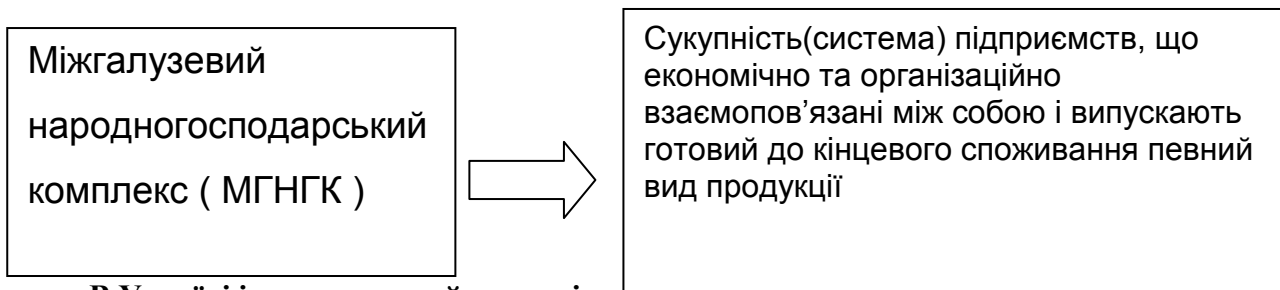 Міжгалузевий
народногосподарський
комплекс ( МГНГК )
Сукупність(система) підприємств, що
економічно та організаційно
взаємопов’язані між собою і випускають
готовий до кінцевого споживання певний
вид продукції
В Україні